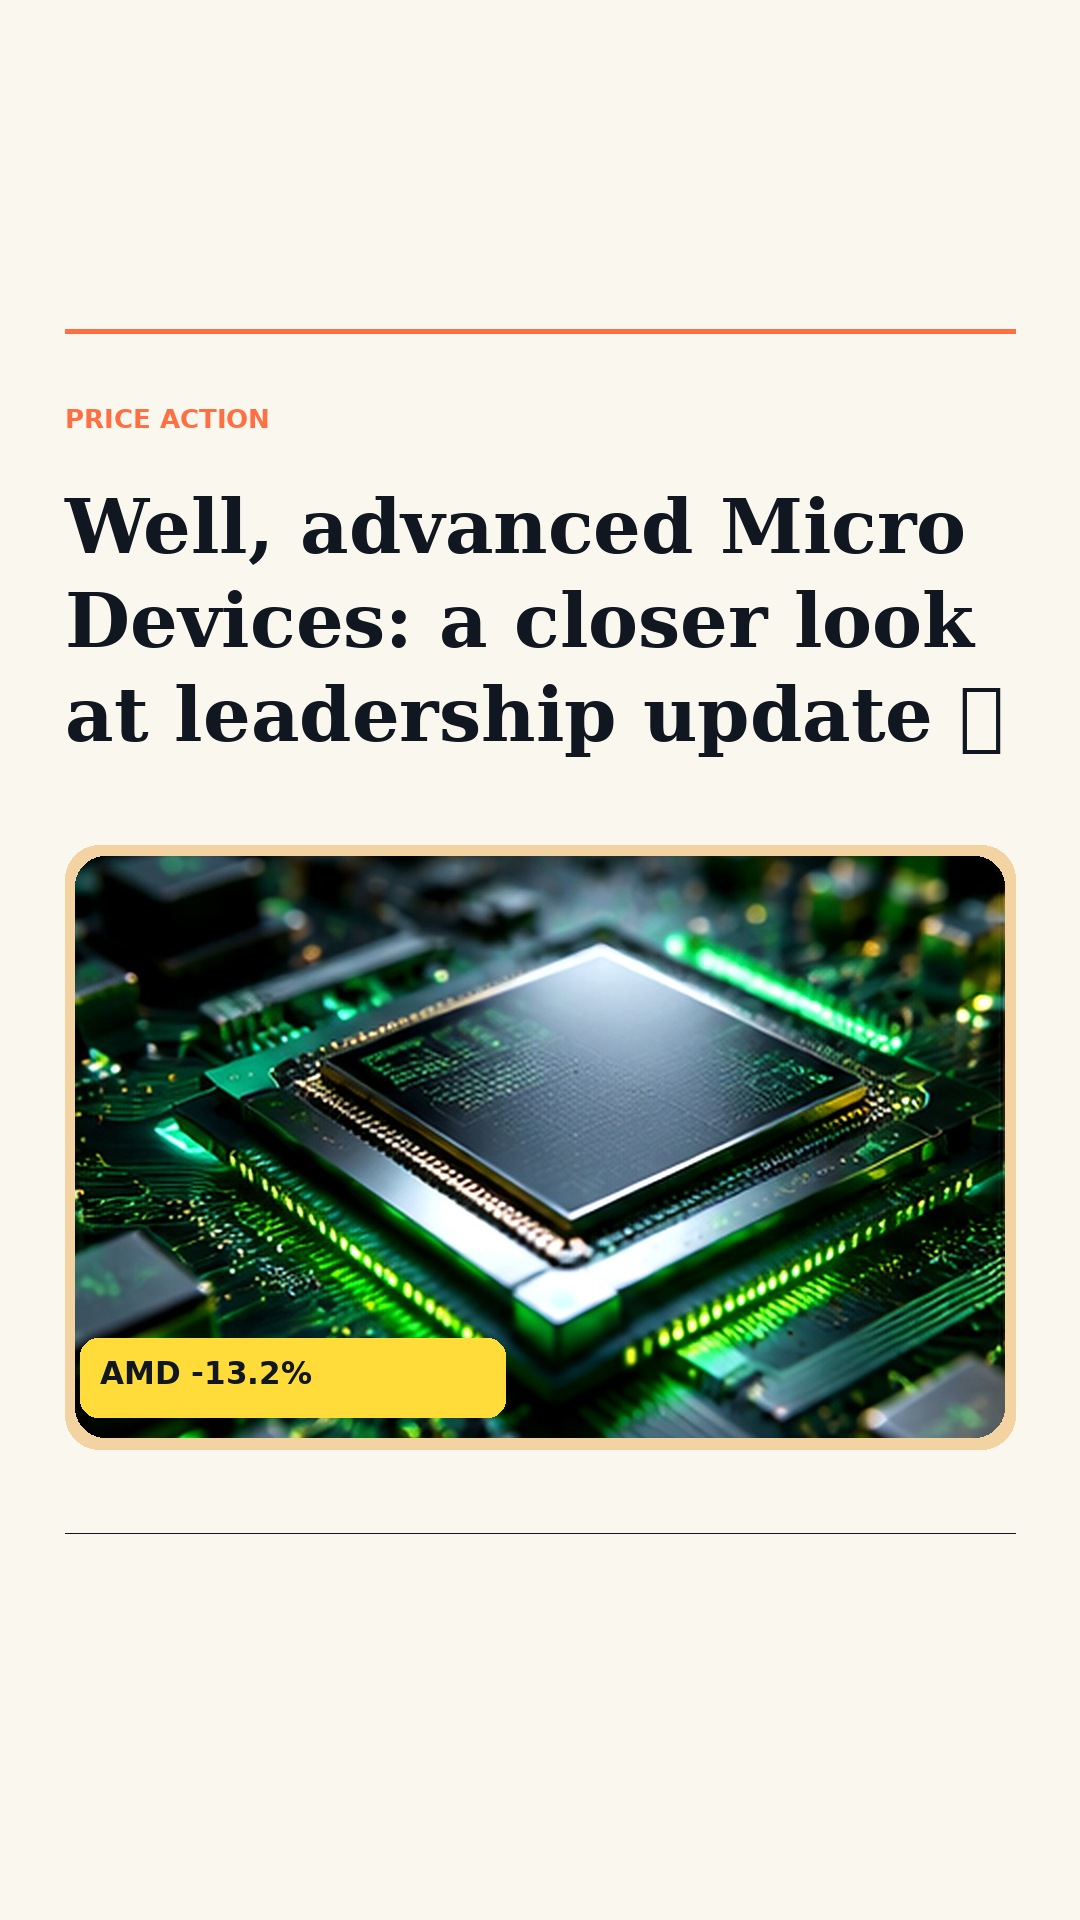 PRICE ACTION
Well, advanced Micro
Devices: a closer look
at leadership update
AMD -13.2%